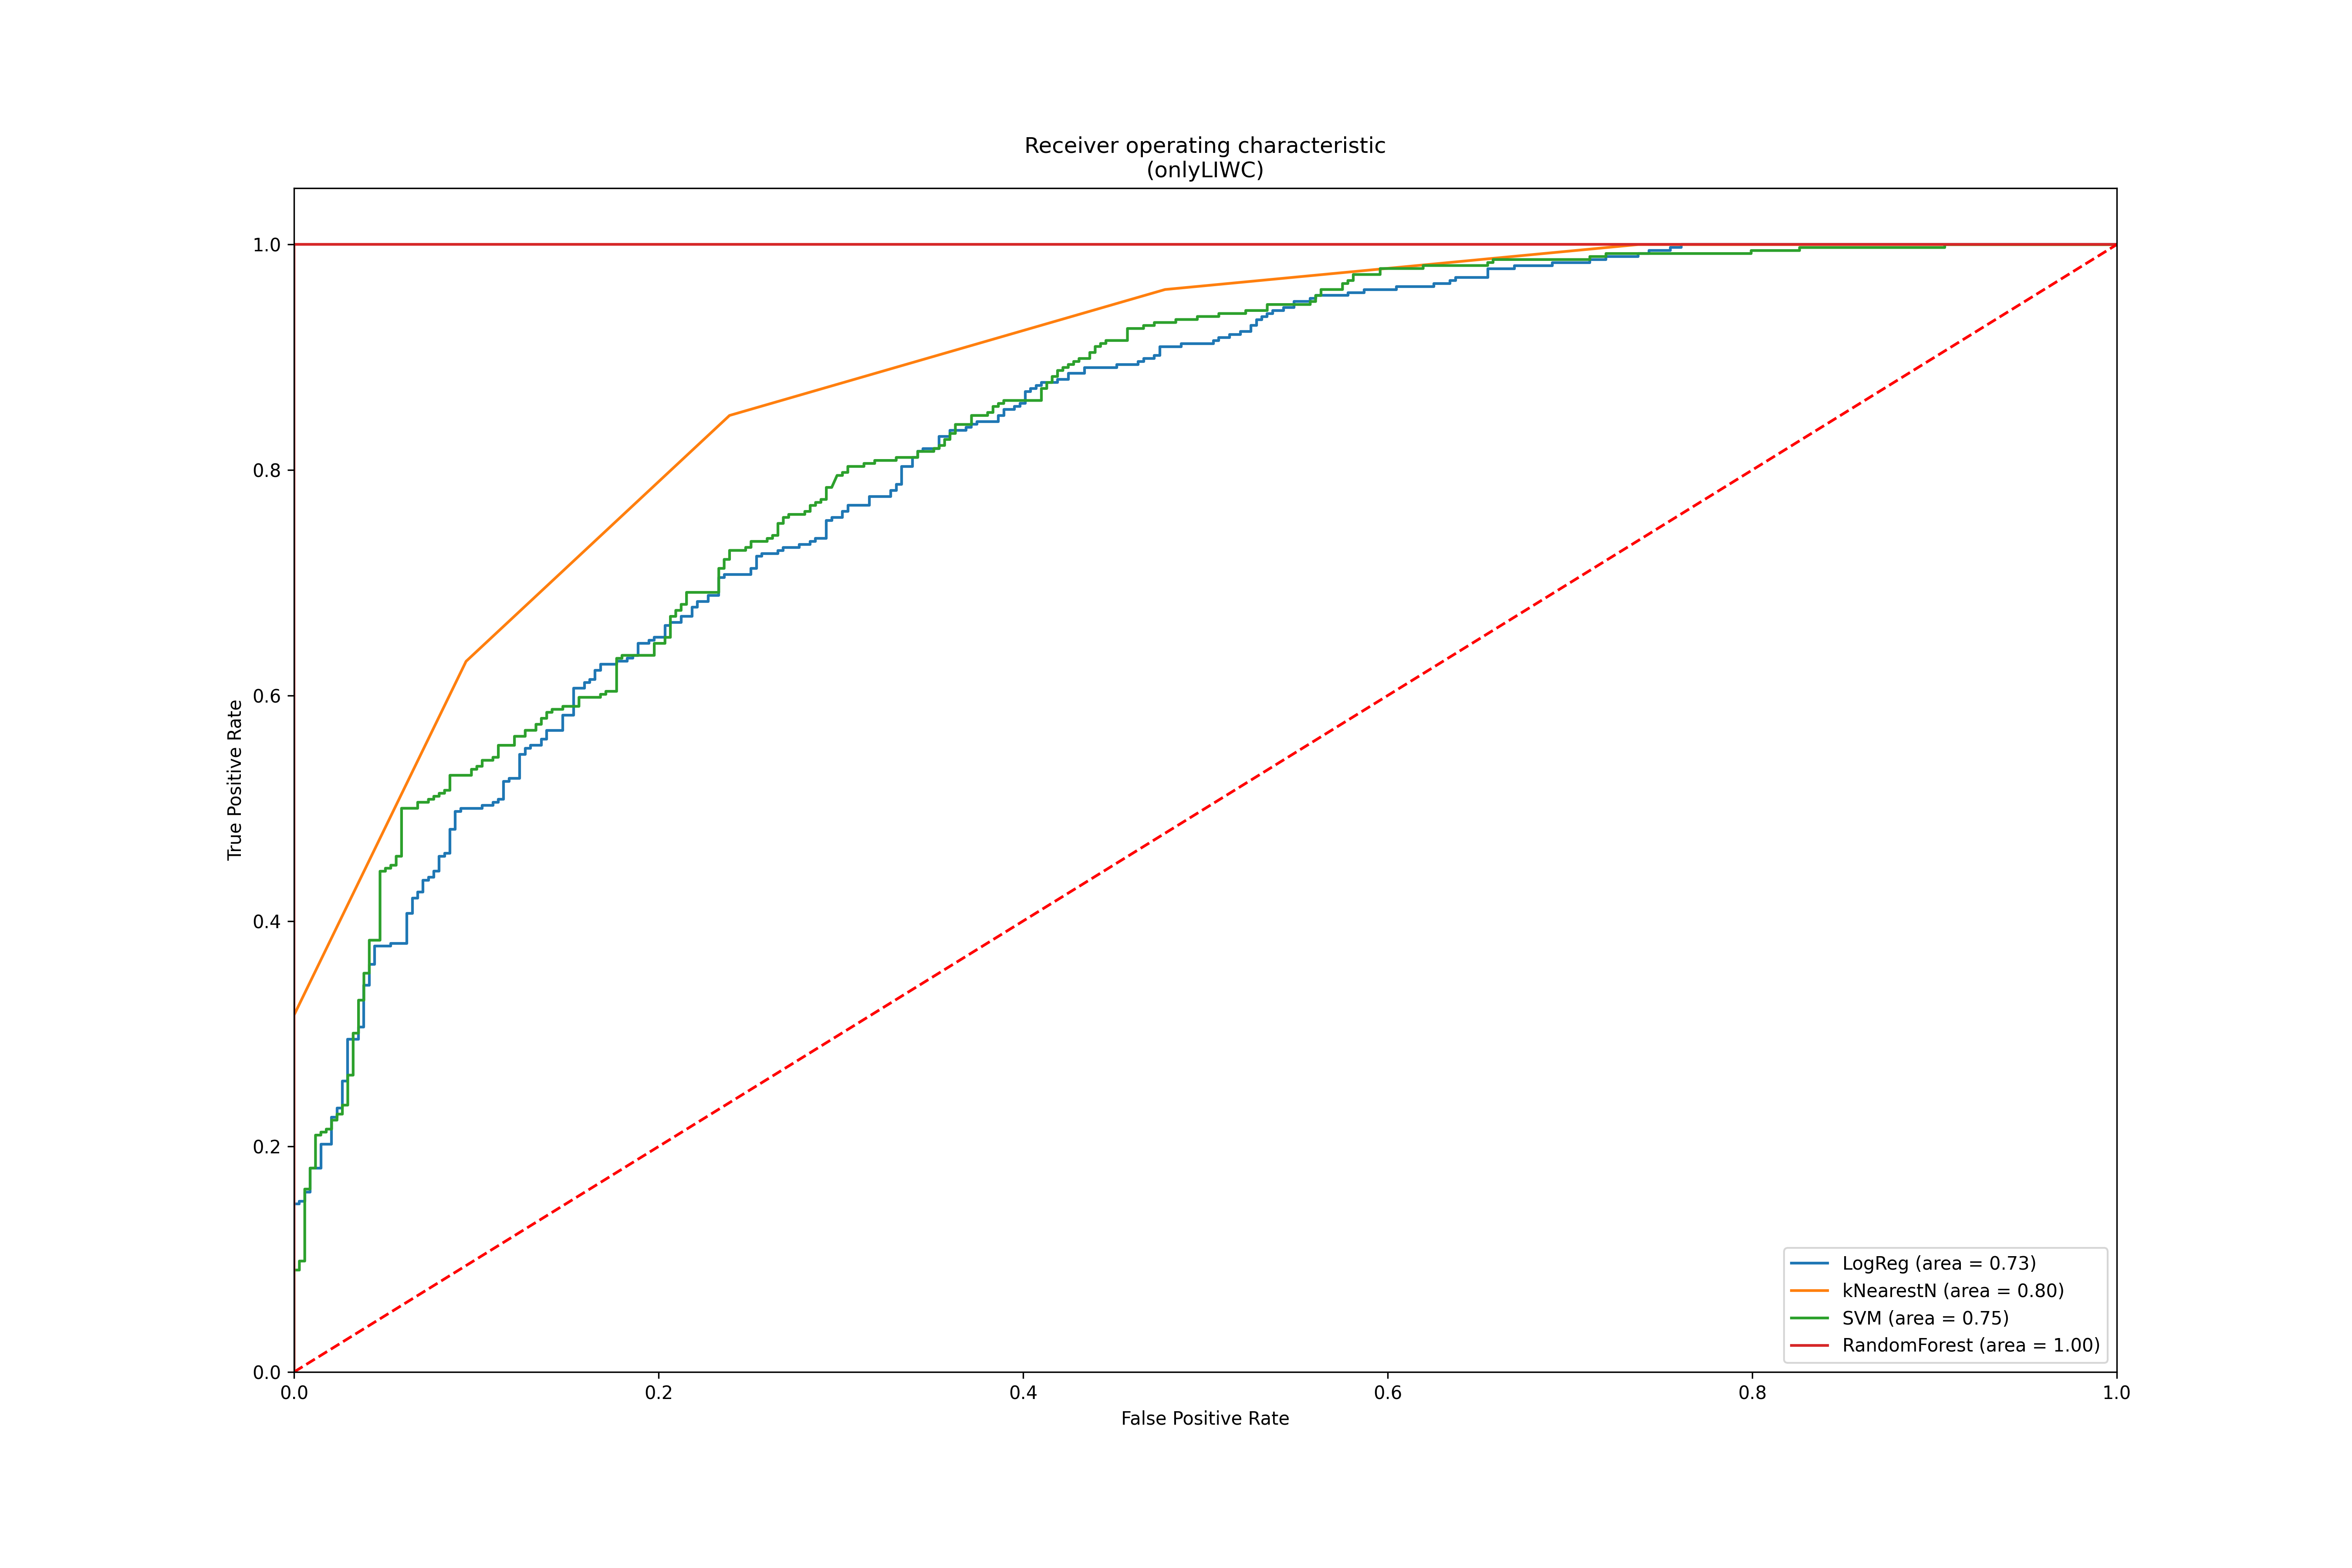 Receiver operating characteristic
(onlyLIWC)
True Positive Rate
1.0
0.8
0.6
0.4
0.2
0.0
0.0 0.2 0.4 0.6 0.8 1.0
False Positive Rate
LogReg (area = 0.73)
kNearestN (area = 0.80)
SVM (area = 0.75)
RandomForest (area = 1.00)